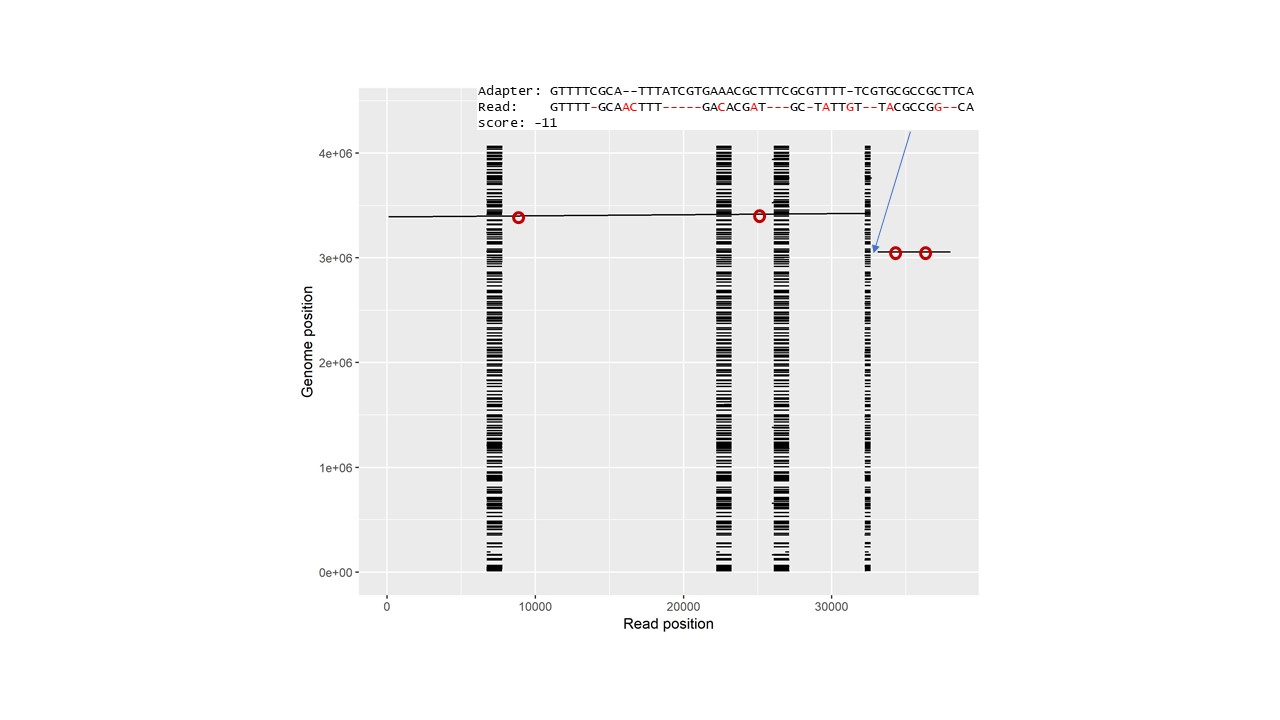 Adapter: GTTTTCGCA--TTTATCGTGAAACGCTTTCGCGTTTT-TCGTGCGCCGCTTCA
Read: GTTTT-GCAACTTT-----GACACGAT---GC-TATTGT--TACGCCGG--CA
score: -11
4e+06
3e+06
2e+06
1e+06
0e+00
Genome position
0 10000 20000 30000
Read position